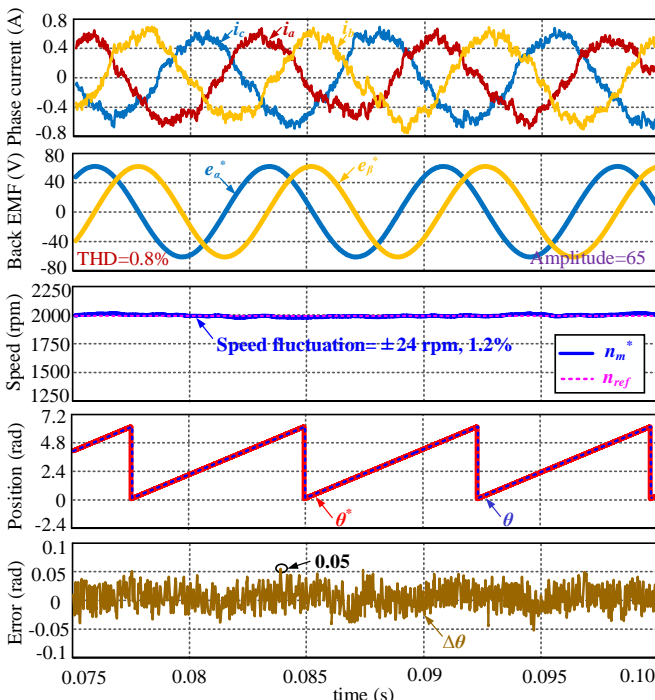 Phase current (A)
0.8
0.4
0
-0.4
-0.8
i_c
i_a
Back EMF (V)
80
40
0
-40
-80
e_α^*
e_β^*
THD=0.8%
Amplitude=65
Speed (rpm)
2250
2000
1750
1500
1250
Speed fluctuation= ±24 rpm, 1.2%
n_m^*
n_ref
Position (rad)
7.2
4.8
2.4
0
-2.4
θ^*
θ
Error (rad)
0.1
0.05
0
-0.05
-0.1
0.05
Δθ
0.075
0.08
0.085
0.09
0.095
0.10
time (s)